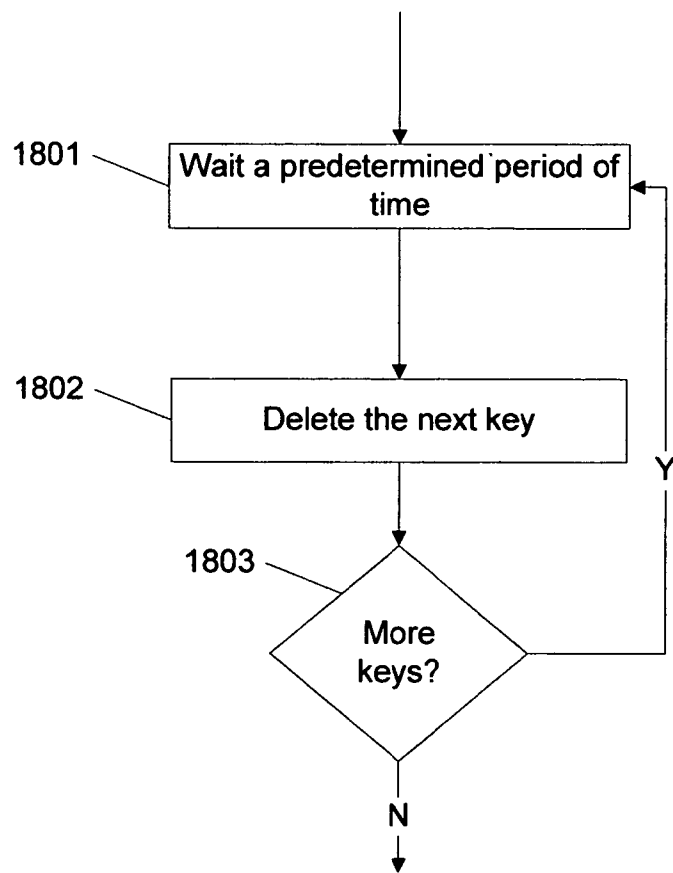 1801
Wait a predetermined period of
time
1802
Delete the next key
Y
1803
More
keys?
N